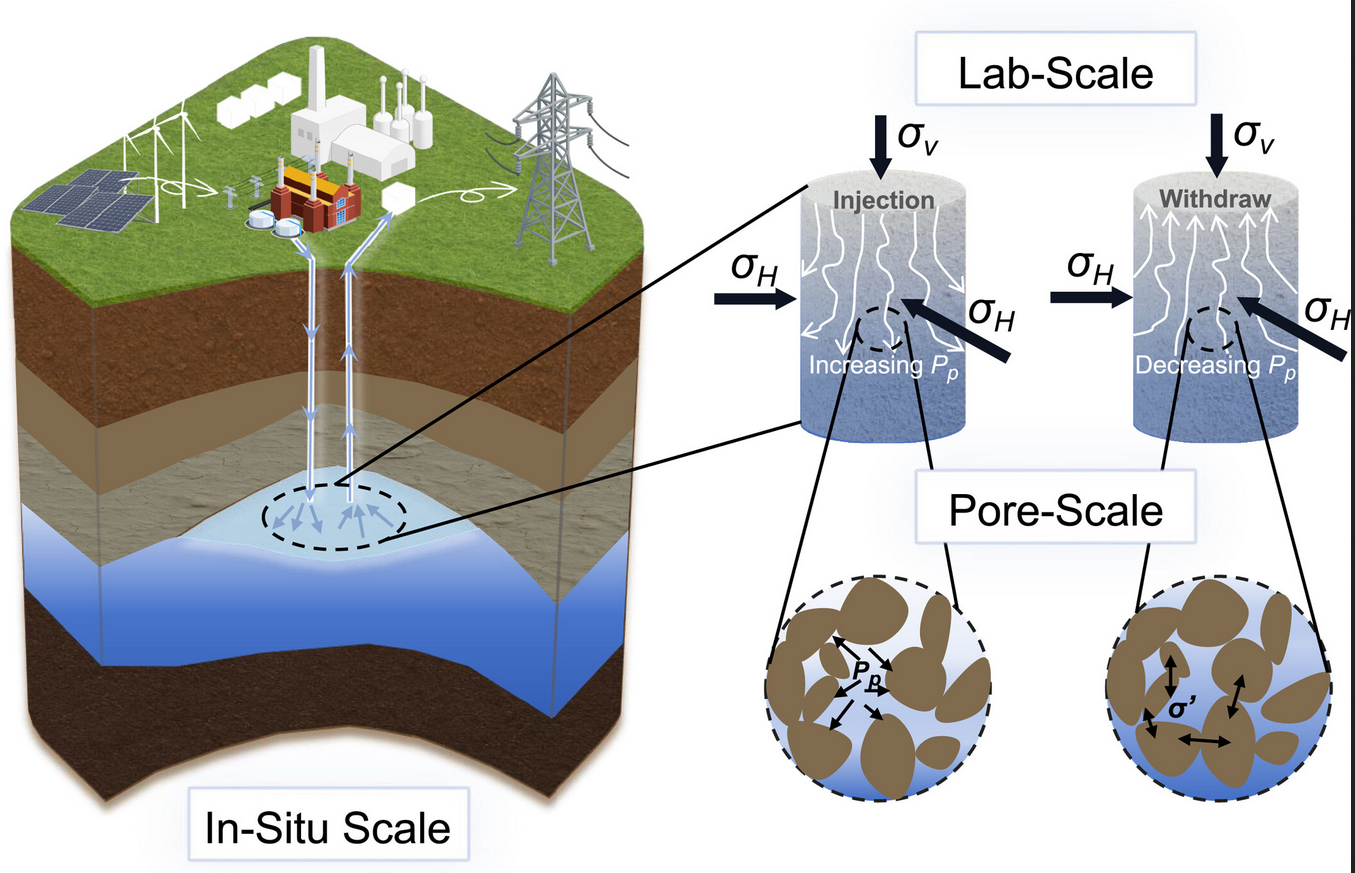 Lab-Scale
σv
σv
Injection
Withdraw
σH
σH
σH
σH
Increasing Pp
Decreasing Pp
Pore-Scale
Pp
σ’
In-Situ Scale